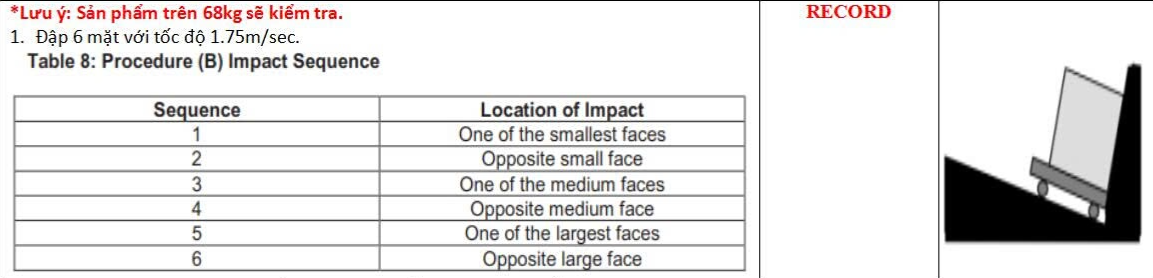 *Lưu ý: Sản phẩm trên 68kg sẽ kiểm tra.
RECORD
1. Đập 6 mặt với tốc độ 1.75m/sec.
Table 8: Procedure (B) Impact Sequence
Sequence Location of Impact
1 One of the smallest faces
2 Opposite small face
3 One of the medium faces
4 Opposite medium face
5 One of the largest faces
6 Opposite large face